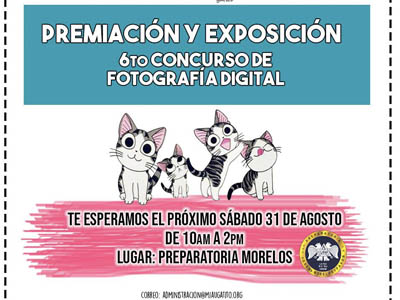 PREMIACIÓN Y EXPOSICIÓN
6TO CONCURSO DE
FOTOGRAFÍA DIGITAL
TE ESPERAMOS EL PRÓXIMO SÁBADO 31 DE AGOSTO
DE 10AM A 2PM
LUGAR: PREPARATORIA MORELOS
CORREO: ADMINISTRACION@MIAUGATITO.ORG